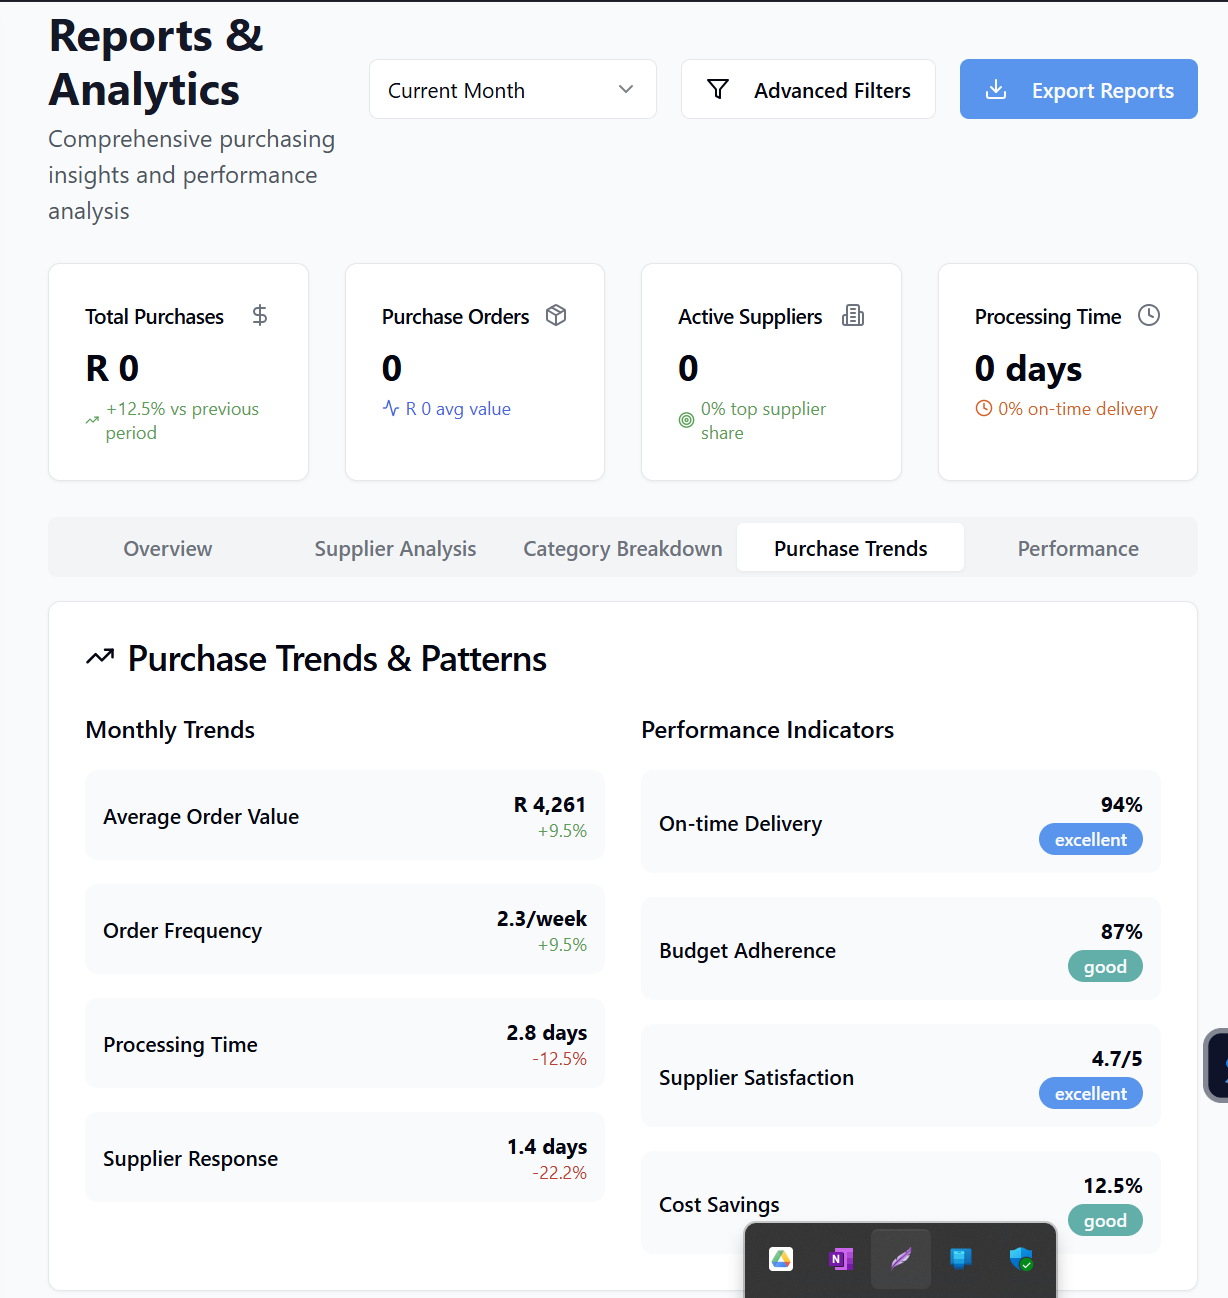 Reports &
Analytics
Comprehensive purchasing
insights and performance
analysis
Current Month
Advanced Filters
Export Reports
Total Purchases
R 0
+12.5% vs previous
period
Purchase Orders
0
R 0 avg value
Active Suppliers
0
0% top supplier
share
Processing Time
0 days
0% on-time delivery
Overview
Supplier Analysis
Category Breakdown
Purchase Trends
Performance
Purchase Trends & Patterns
Monthly Trends
Average Order Value
R 4,261
+9.5%
Order Frequency
2.3/week
+9.5%
Processing Time
2.8 days
-12.5%
Supplier Response
1.4 days
-22.2%
Performance Indicators
On-time Delivery
94%
excellent
Budget Adherence
87%
good
Supplier Satisfaction
4.7/5
excellent
Cost Savings
12.5%
good
N